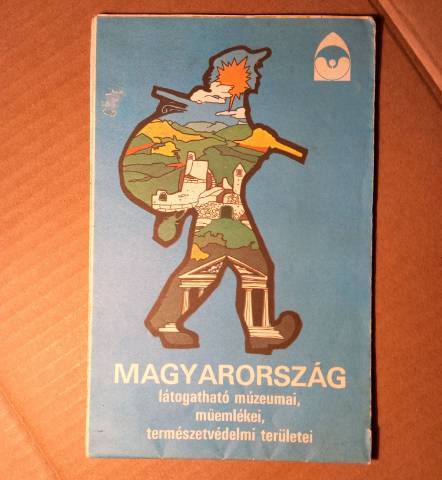 MAGYARORSZÁG
látogatható múzeumai,
műemlékei,
természetvédelmi területei